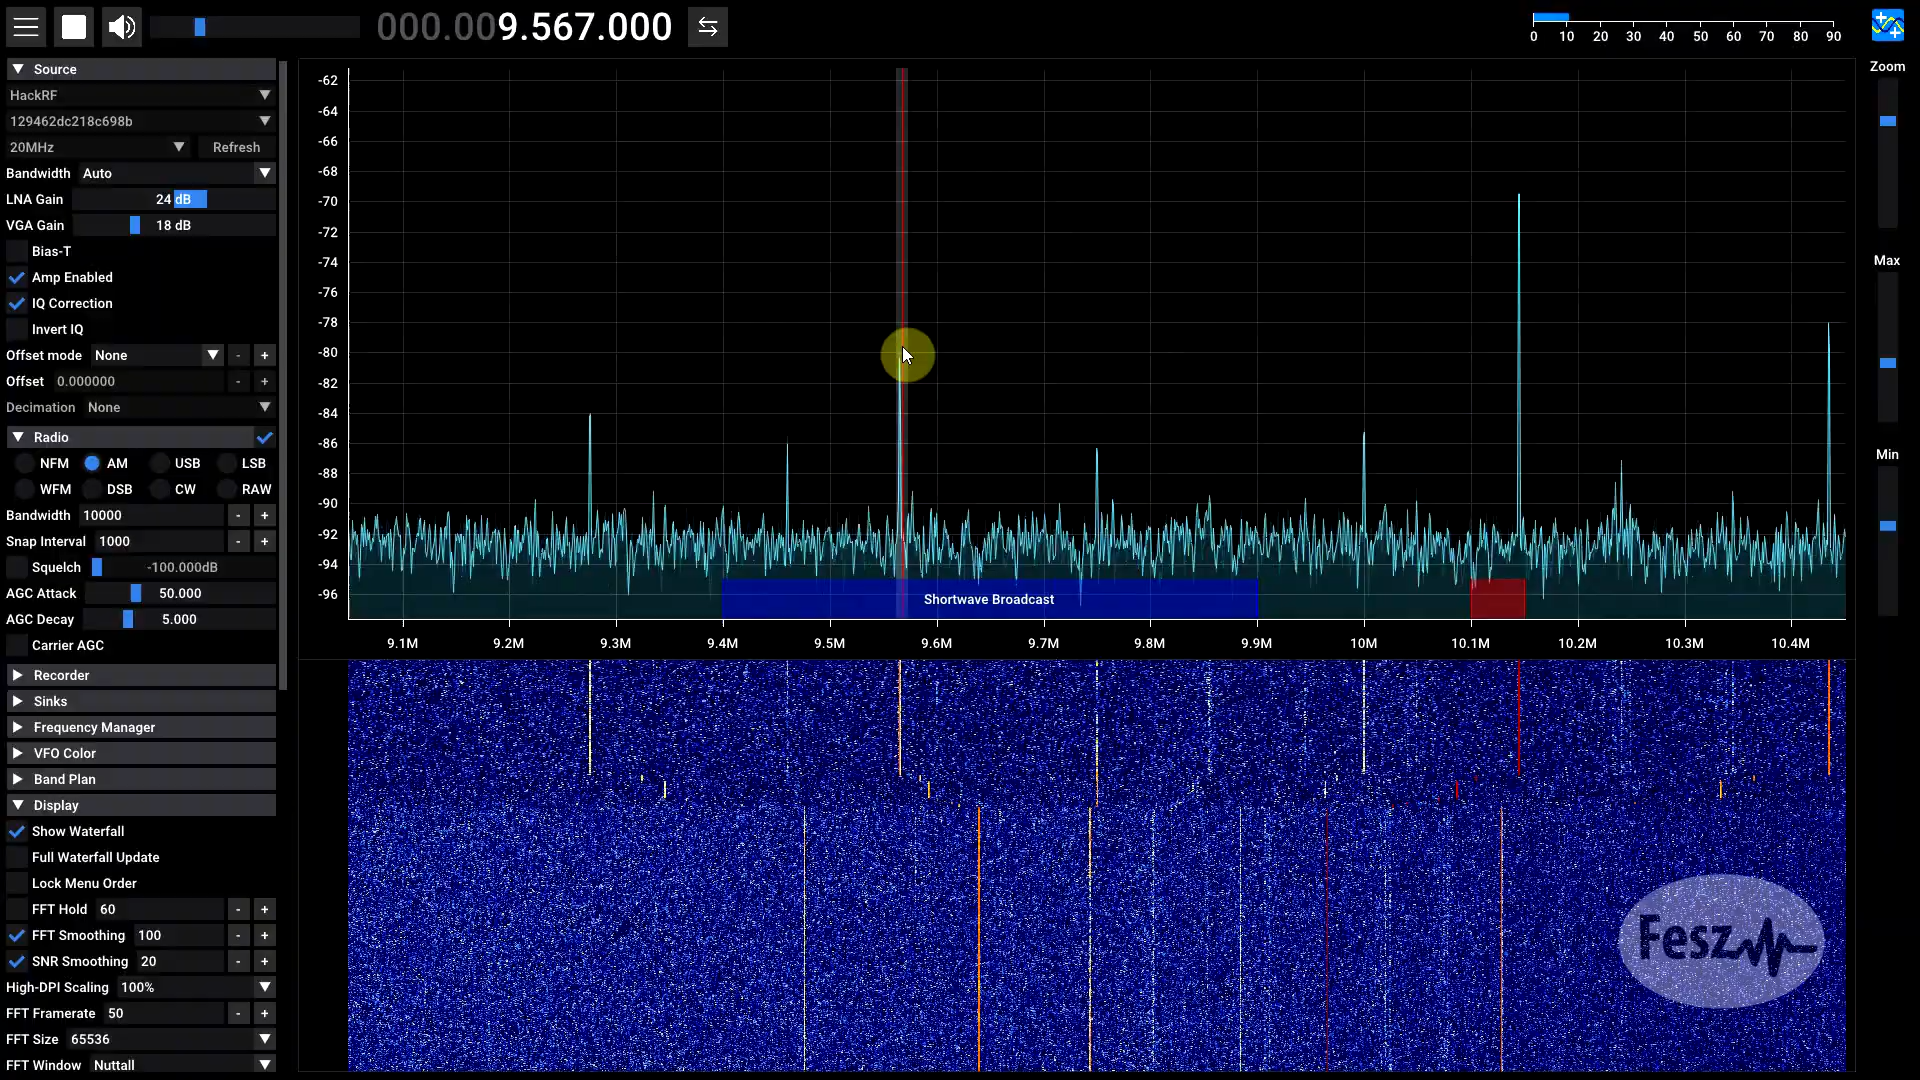 000.009.567.000
0 10 20 30 40 50 60 70 80 90
Source
HackRF
129462dc218c698b
20MHz Refresh
Bandwidth Auto
LNA Gain 24 dB
VGA Gain 18 dB
Bias-T
Amp Enabled
IQ Correction
Invert IQ
Offset mode None - +
Offset 0.000000 - +
Decimation None
Radio
NFM AM USB LSB
WFM DSB CW RAW
Bandwidth 10000 - +
Snap Interval 1000 - +
Squelch -100.000dB
AGC Attack 50.000
AGC Decay 5.000
Carrier AGC
Recorder
Sinks
Frequency Manager
VFO Color
Band Plan
Display
Show Waterfall
Full Waterfall Update
Lock Menu Order
FFT Hold 60 - +
FFT Smoothing 100 - +
SNR Smoothing 20 - +
High-DPI Scaling 100%
FFT Framerate 50 - +
FFT Size 65536
FFT Window Nuttall
-62
-64
-66
-68
-70
-72
-74
-76
-78
-80
-82
-84
-86
-88
-90
-92
-94
-96
Shortwave Broadcast
9.1M 9.2M 9.3M 9.4M 9.5M 9.6M 9.7M 9.8M 9.9M 10M 10.1M 10.2M 10.3M 10.4M
Fesz
Zoom
Max
Min